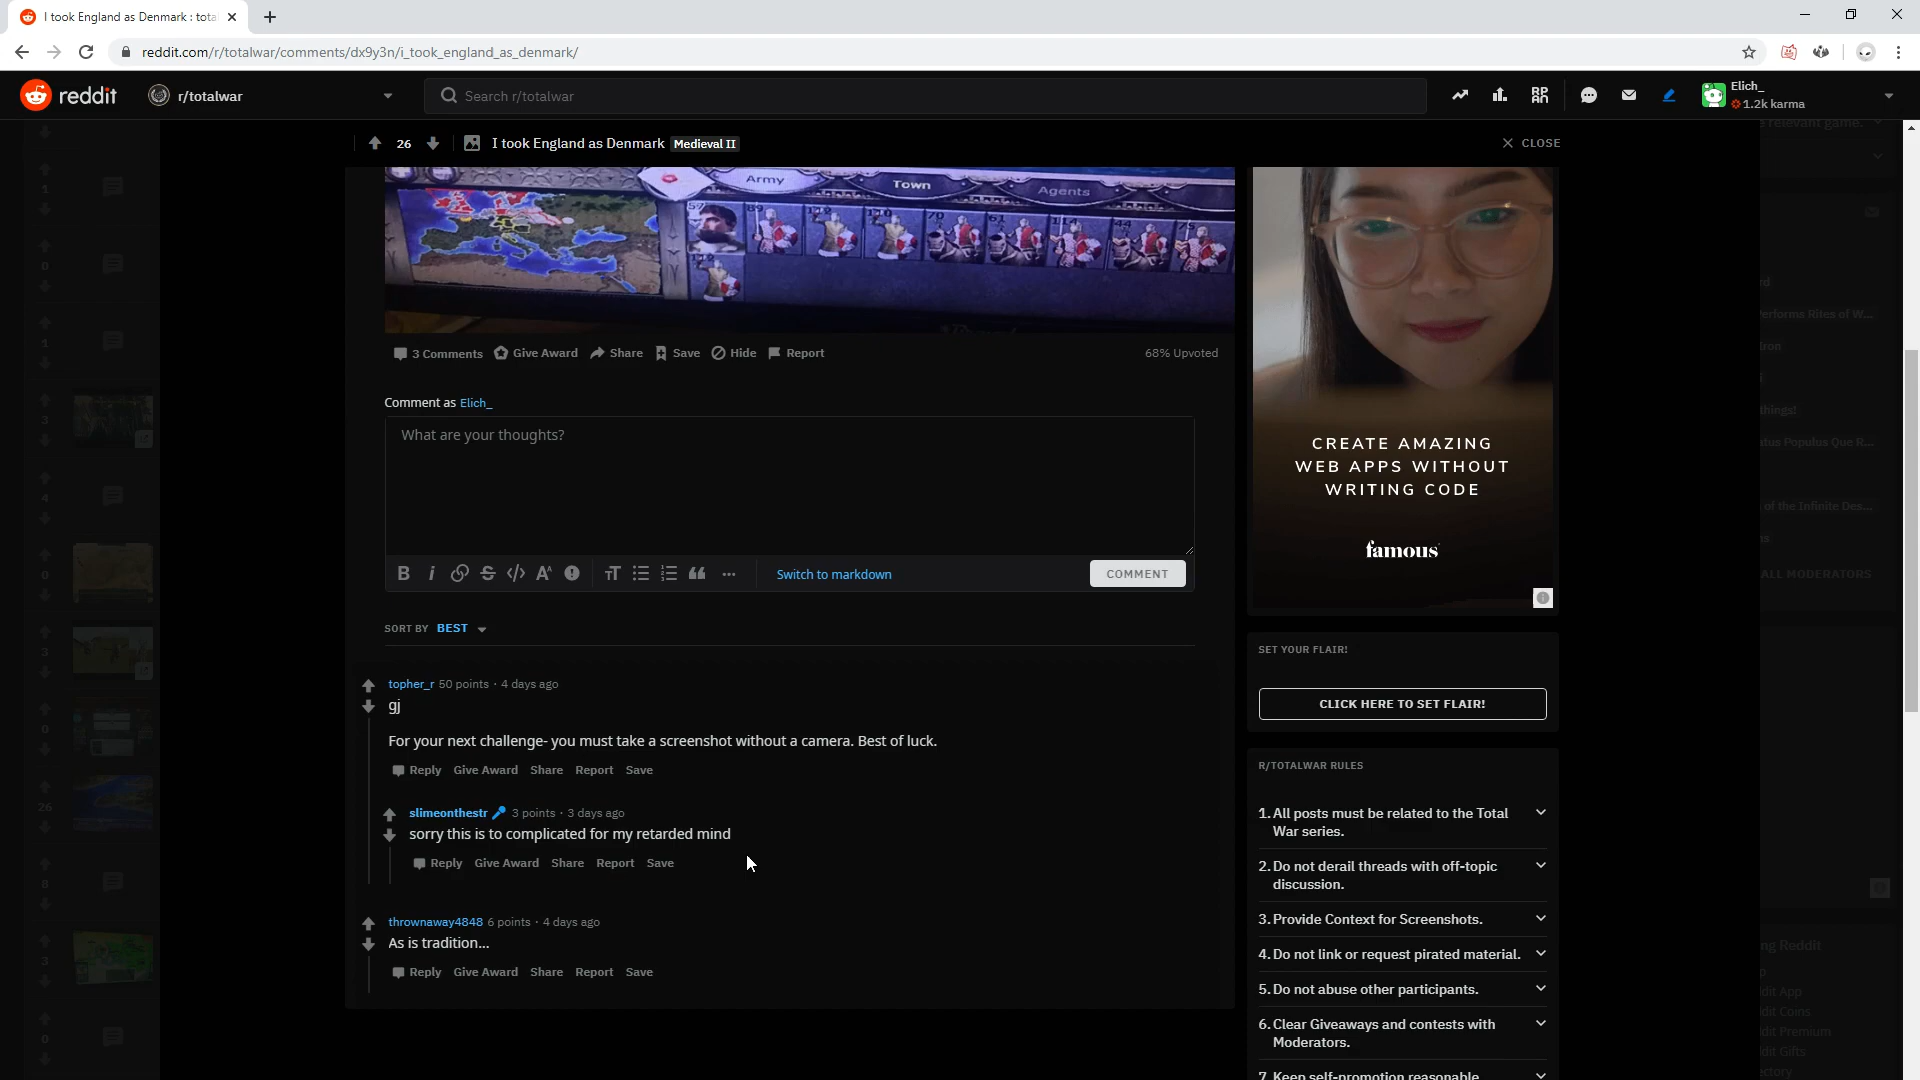 I took England as Denmark : tota
reddit.com/r/totalwar/comments/dx9y3n/i_took_england_as_denmark/
reddit
r/totalwar
Search r/totalwar
Elich_
1.2k karma
26
I took England as Denmark
Medieval II
CLOSE
Army
Town
Agents
3 Comments
Give Award
Share
Save
Hide
Report
68% Upvoted
Comment as Elich_
What are your thoughts?
Switch to markdown
COMMENT
SORT BY BEST
topher_r 50 points · 4 days ago
gj
For your next challenge- you must take a screenshot without a camera. Best of luck.
Reply Give Award Share Report Save
slimeonthestr 3 points · 3 days ago
sorry this is to complicated for my retarded mind
Reply Give Award Share Report Save
thrownaway4848 6 points · 4 days ago
As is tradition...
Reply Give Award Share Report Save
CREATE AMAZING
WEB APPS WITHOUT
WRITING CODE
famous
SET YOUR FLAIR!
CLICK HERE TO SET FLAIR!
R/TOTALWAR RULES
1. All posts must be related to the Total
War series.
2. Do not derail threads with off-topic
discussion.
3. Provide Context for Screenshots.
4. Do not link or request pirated material.
5. Do not abuse other participants.
6. Clear Giveaways and contests with
Moderators.
7. Keep self-promotion reasonable